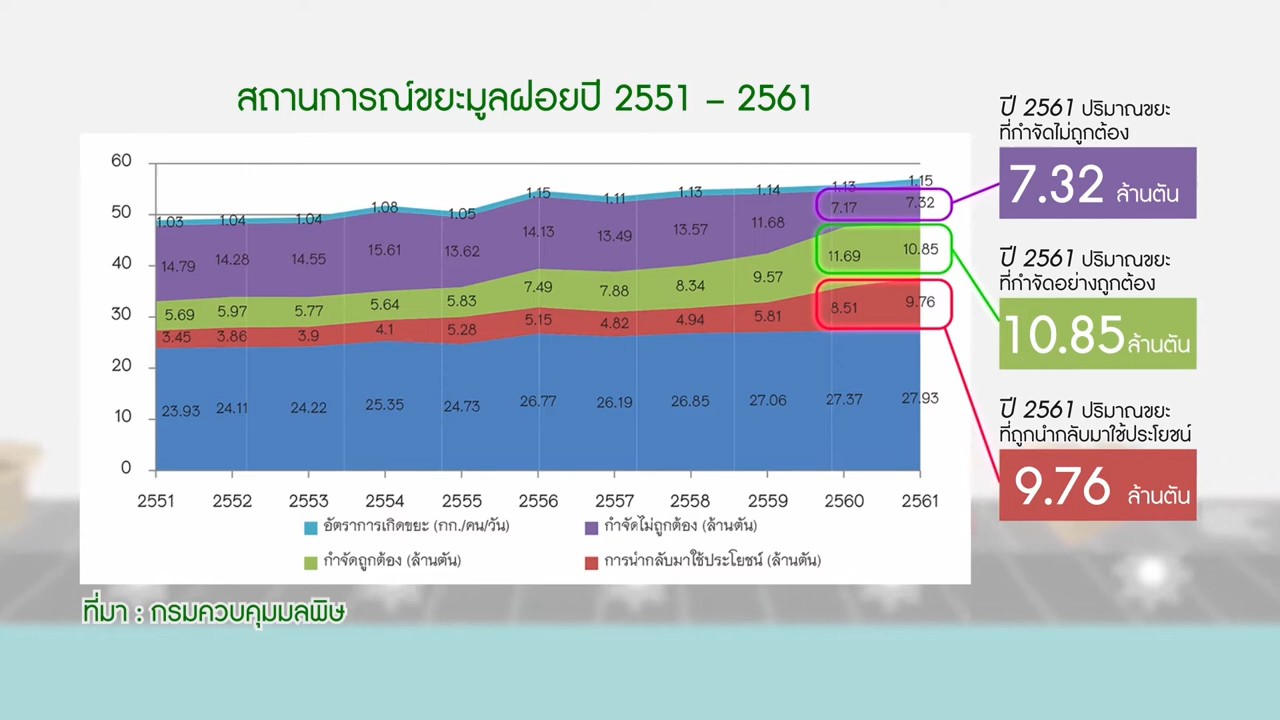 สถานการณ์ขยะมูลฝอยปี 2551 – 2561
60
50
40
30
20
10
0
1.03 1.04 1.04 1.08 1.05 1.15 1.11 1.13 1.14 1.13 1.15
14.79 14.28 14.55 15.61 13.62 14.13 13.49 13.57 11.68 7.17 7.32
5.69 5.97 5.77 5.64 5.83 7.49 7.88 8.34 9.57 11.69 10.85
3.45 3.86 3.9 4.1 5.28 5.15 4.82 4.94 5.81 8.51 9.76
23.93 24.11 24.22 25.35 24.73 26.77 26.19 26.85 27.06 27.37 27.93
2551 2552 2553 2554 2555 2556 2557 2558 2559 2560 2561
อัตราการเกิดขยะ (กก./คน/วัน) กำจัดไม่ถูกต้อง (ล้านตัน)
กำจัดถูกต้อง (ล้านตัน) การนำกลับมาใช้ประโยชน์ (ล้านตัน)
ปี 2561 ปริมาณขยะ
ที่กำจัดไม่ถูกต้อง
7.32 ล้านตัน
ปี 2561 ปริมาณขยะ
ที่กำจัดอย่างถูกต้อง
10.85 ล้านตัน
ปี 2561 ปริมาณขยะ
ที่ถูกนำกลับมาใช้ประโยชน์
9.76 ล้านตัน
ที่มา : กรมควบคุมมลพิษ